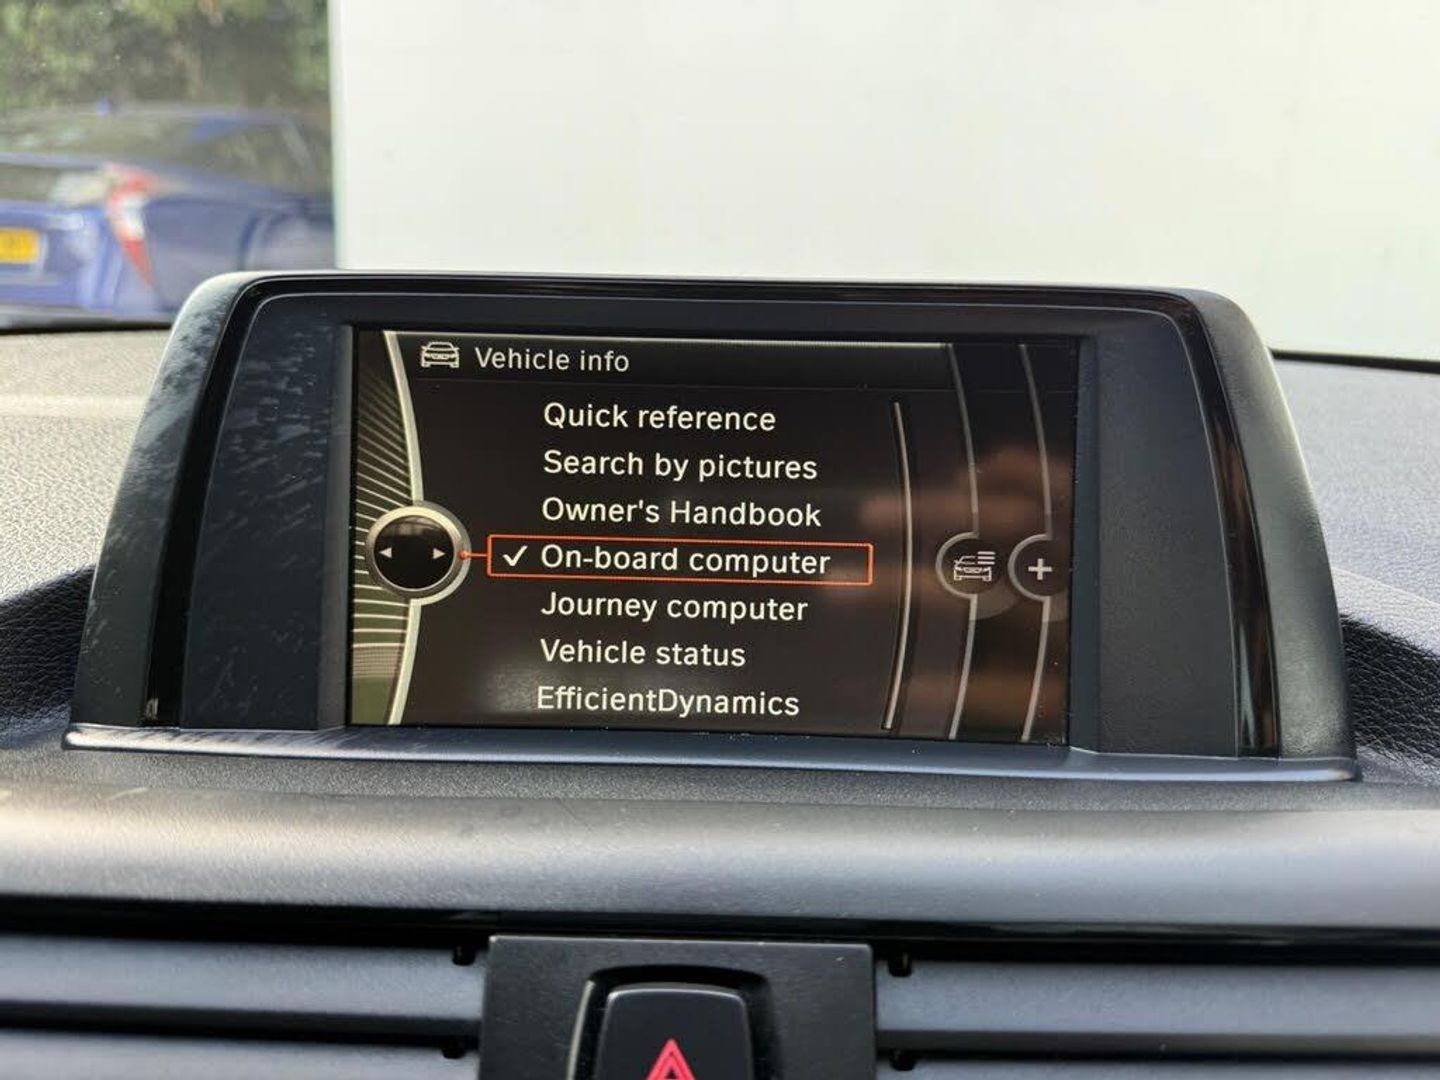 Vehicle info
Quick reference
Search by pictures
Owner's Handbook
✓ On-board computer
Journey computer
Vehicle status
EfficientDynamics